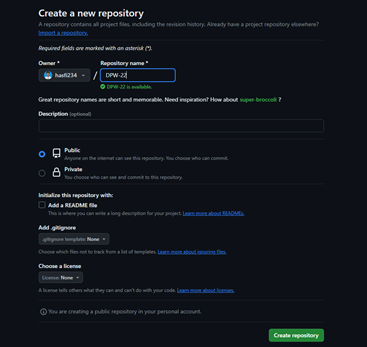 Create a new repository
A repository contains all project files, including the revision history. Already have a project repository elsewhere?
Import a repository.
Required fields are marked with an asterisk (*).
Owner * Repository name *
hasfi234 / DPW-22
DPW-22 is available.
Great repository names are short and memorable. Need inspiration? How about super-broccoli ?
Description (optional)
Public
Anyone on the internet can see this repository. You choose who can commit.
Private
You choose who can see and commit to this repository.
Initialize this repository with:
Add a README file
This is where you can write a long description for your project. Learn more about READMEs.
Add .gitignore
.gitignore template: None
Choose which files not to track from a list of templates. Learn more about ignoring files.
Choose a license
License: None
A license tells others what they can and can't do with your code. Learn more about licenses.
You are creating a public repository in your personal account.
Create repository